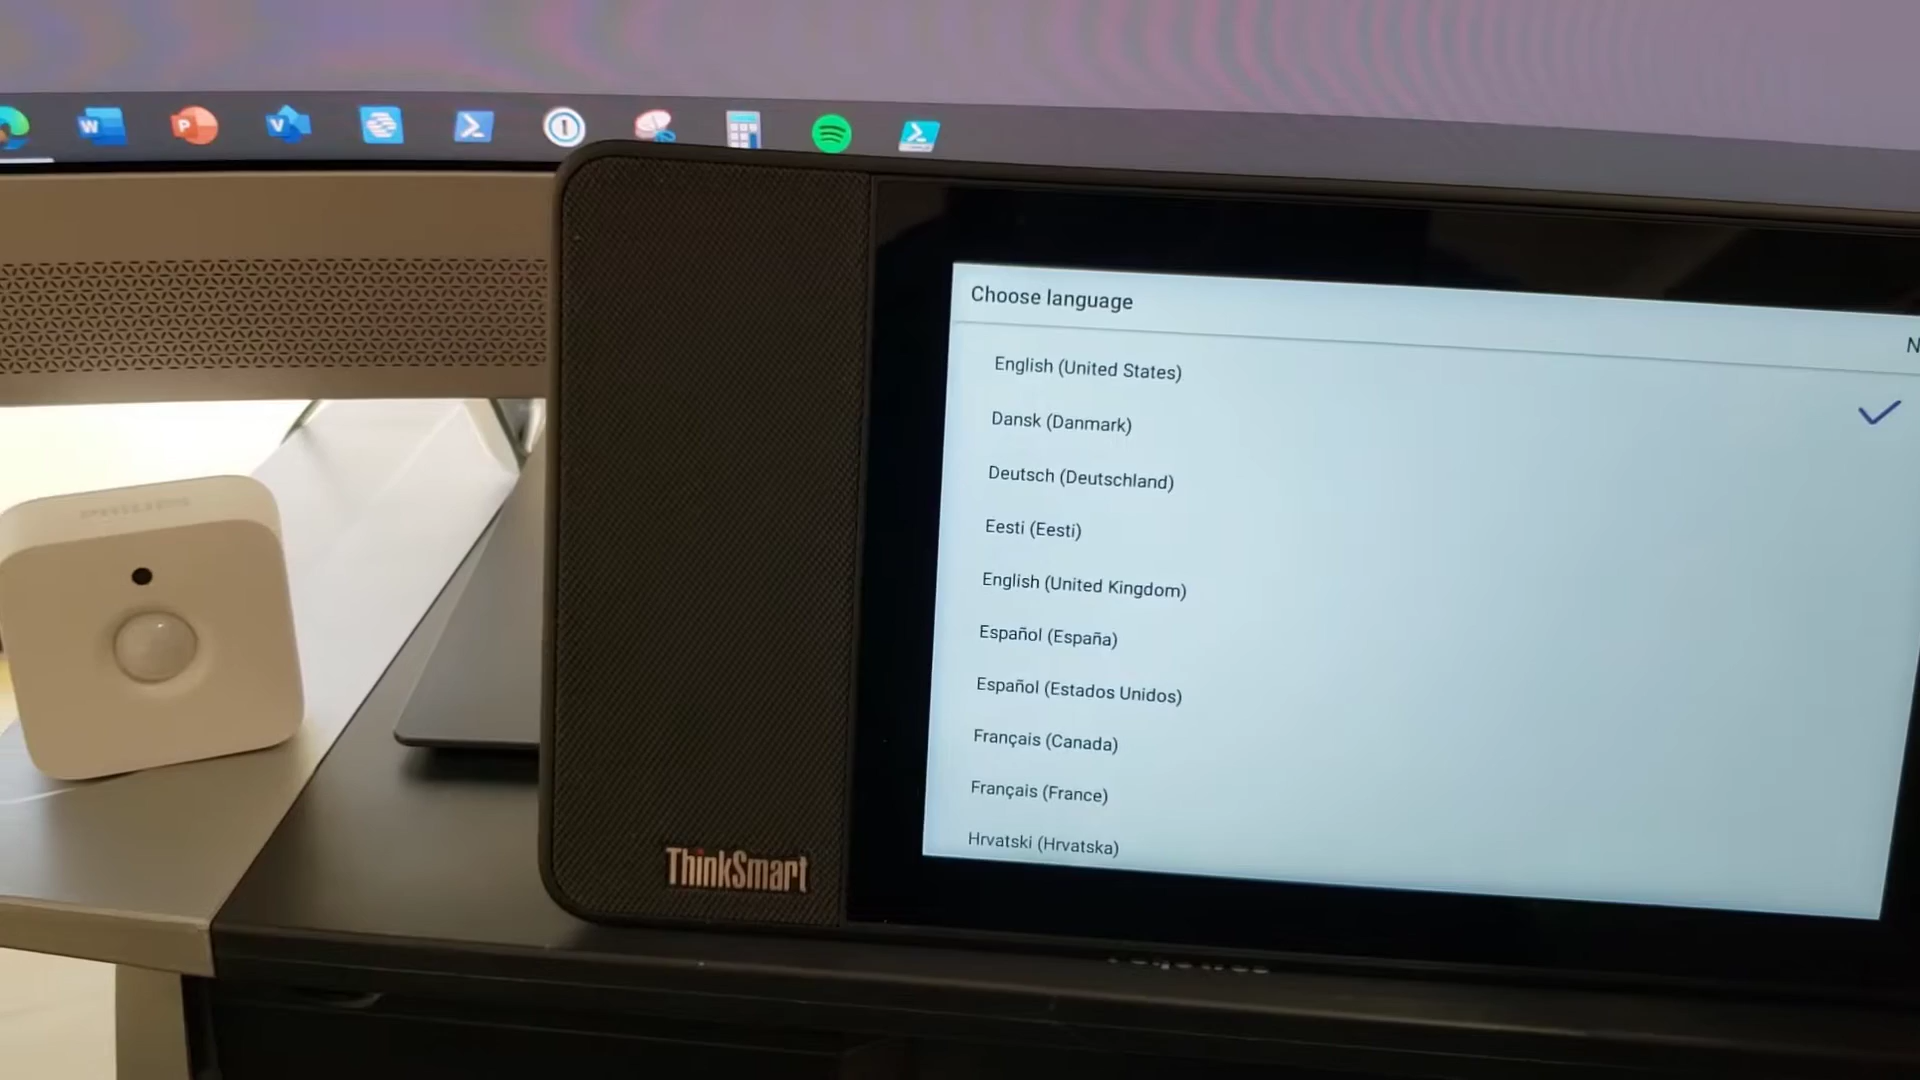 W
P
V
Choose language
N
English (United States)
Dansk (Danmark)
Deutsch (Deutschland)
Eesti (Eesti)
English (United Kingdom)
Español (España)
Español (Estados Unidos)
Français (Canada)
Français (France)
Hrvatski (Hrvatska)
PHILIPS
ThinkSmart